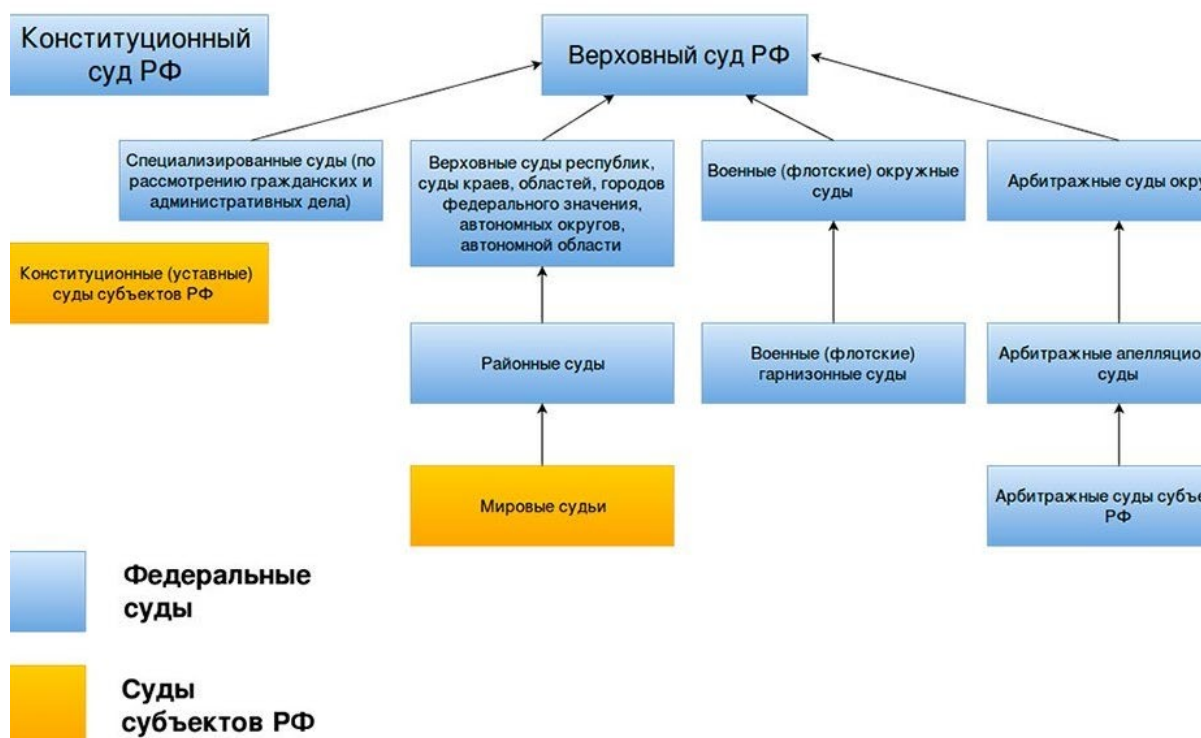 Конституционный
суд РФ
Верховный суд РФ
Специализированные суды (по
рассмотрению гражданских и
административных дела)
Верховные суды республик,
суды краев, областей, городов
федерального значения,
автономных округов,
автономной области
Военные (флотские) окружные
суды
Арбитражные суды окру
Конституционные (уставные)
суды субъектов РФ
Районные суды
Военные (флотские)
гарнизонные суды
Арбитражные апелляцио
суды
Мировые судьи
Арбитражные суды субъе
РФ
Федеральные
суды
Суды
субъектов РФ